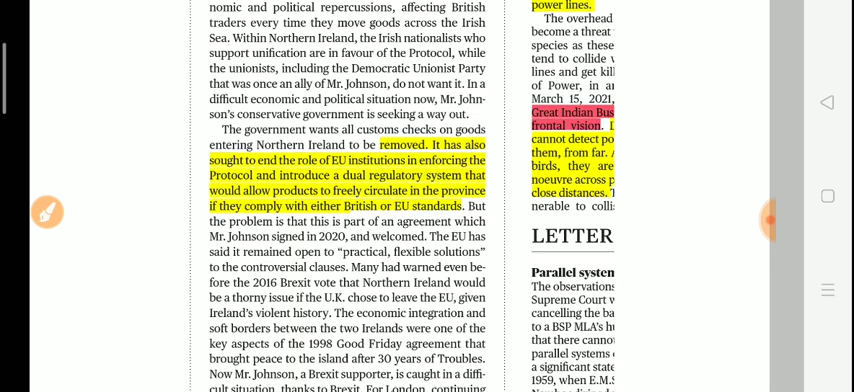 nomic and political repercussions, affecting British
traders every time they move goods across the Irish
Sea. Within Northern Ireland, the Irish nationalists who
support unification are in favour of the Protocol, while
the unionists, including the Democratic Unionist Party
that was once an ally of Mr. Johnson, do not want it. In a
difficult economic and political situation now, Mr. John-
son’s conservative government is seeking a way out.
The government wants all customs checks on goods
entering Northern Ireland to be removed. It has also
sought to end the role of EU institutions in enforcing the
Protocol and introduce a dual regulatory system that
would allow products to freely circulate in the province
if they comply with either British or EU standards. But
the problem is that this is part of an agreement which
Mr. Johnson signed in 2020, and welcomed. The EU has
said it remained open to “practical, flexible solutions”
to the controversial clauses. Many had warned even be-
fore the 2016 Brexit vote that Northern Ireland would
be a thorny issue if the U.K. chose to leave the EU, given
Ireland’s violent history. The economic integration and
soft borders between the two Irelands were one of the
key aspects of the 1998 Good Friday agreement that
brought peace to the island after 30 years of Troubles.
Now Mr. Johnson, a Brexit supporter, is caught in a diffi-
cult situation, thanks to Brexit. For London, continuing
power lines.
The overhead
become a threat
species as these
tend to collide
lines and get kil
of Power, in a
March 15, 2021,
Great Indian Bus
frontal vision.
cannot detect po
them, from far.
birds, they are
noeuvre across p
close distances.
nerable to collis
LETTER
Parallel system
The observations
Supreme Court
cancelling the ba
to a BSP MLA’s hu
that there cannot
parallel systems
a significant state
1959, when E.M.S